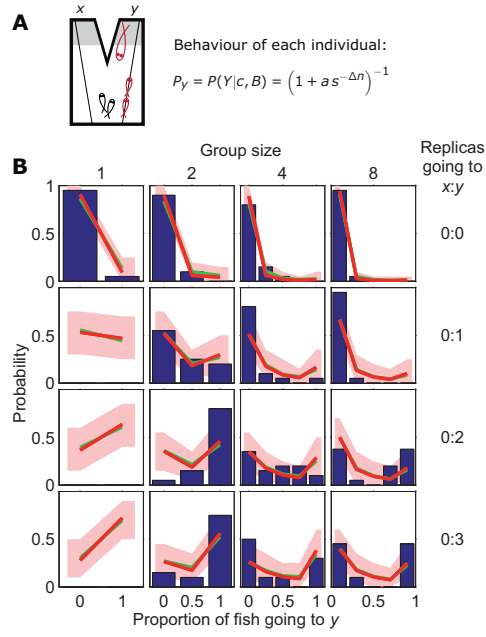 A
x y
Behaviour of each individual:
P_y = P(Y|c, B) = (1 + a s^{-Δn})^{-1}
B
Group size
Replicas
going to
x:y
1 2 4 8
1
0.5
0
0:0
0.5
0
0:1
0.5
0
0:2
0.5
0
0:3
Probability
0 1 0 0.5 1 0 0.5 1 0 0.5 1
Proportion of fish going to y